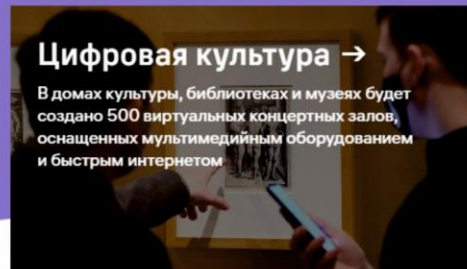 Цифровая культура →
В домах культуры, библиотеках и музеях будет
создано 500 виртуальных концертных залов,
оснащенных мультимедийным оборудованием
и быстрым интернетом